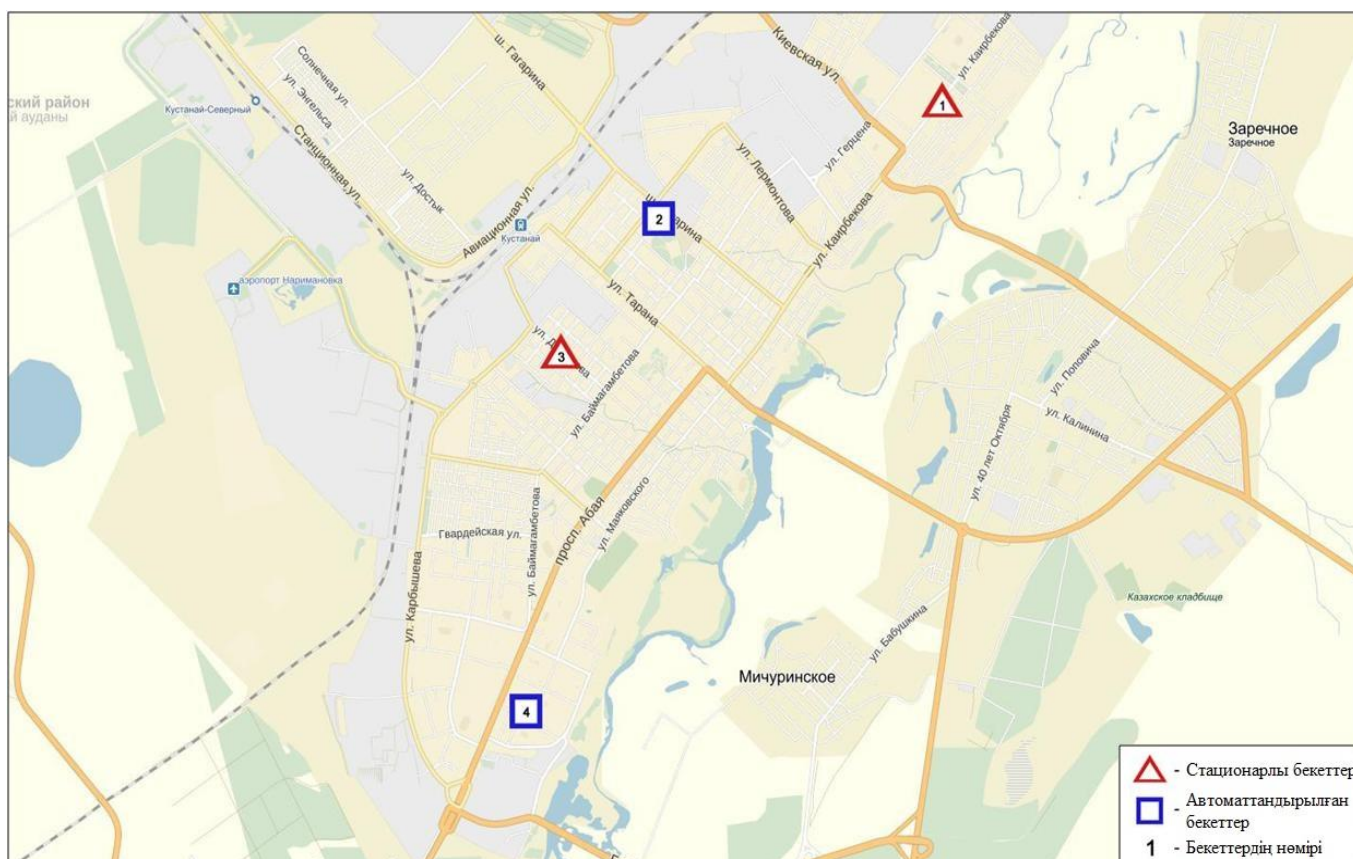 ский район
й ауданы
Кустанай-Северный
Солнечная ул.
ул. Энгельса
Станционная ул.
ул. Достык
ш. Гагарина
Киевская ул.
ул. Каирбекова
1
Заречное
Заречное
ул. Герцена
ул. Лермонтова
ул. Каирбекова
Авиационная ул.
Кустанай
2
аэропорт Наримановка
ул. Тарана
3
ул. Баймагамбетова
ул. Поповича
ул. Калинина
ул. 40 лет Октября
просп. Абая
ул. Маяковского
Гвардейская ул.
ул. Баймагамбетова
ул. Карбышева
Казахское кладбище
ул. Бабушкина
Мичуринское
4
- Стационарлы бекеттер
- Автоматтандырылған
бекеттер
1 - Бекеттердің нөмірі